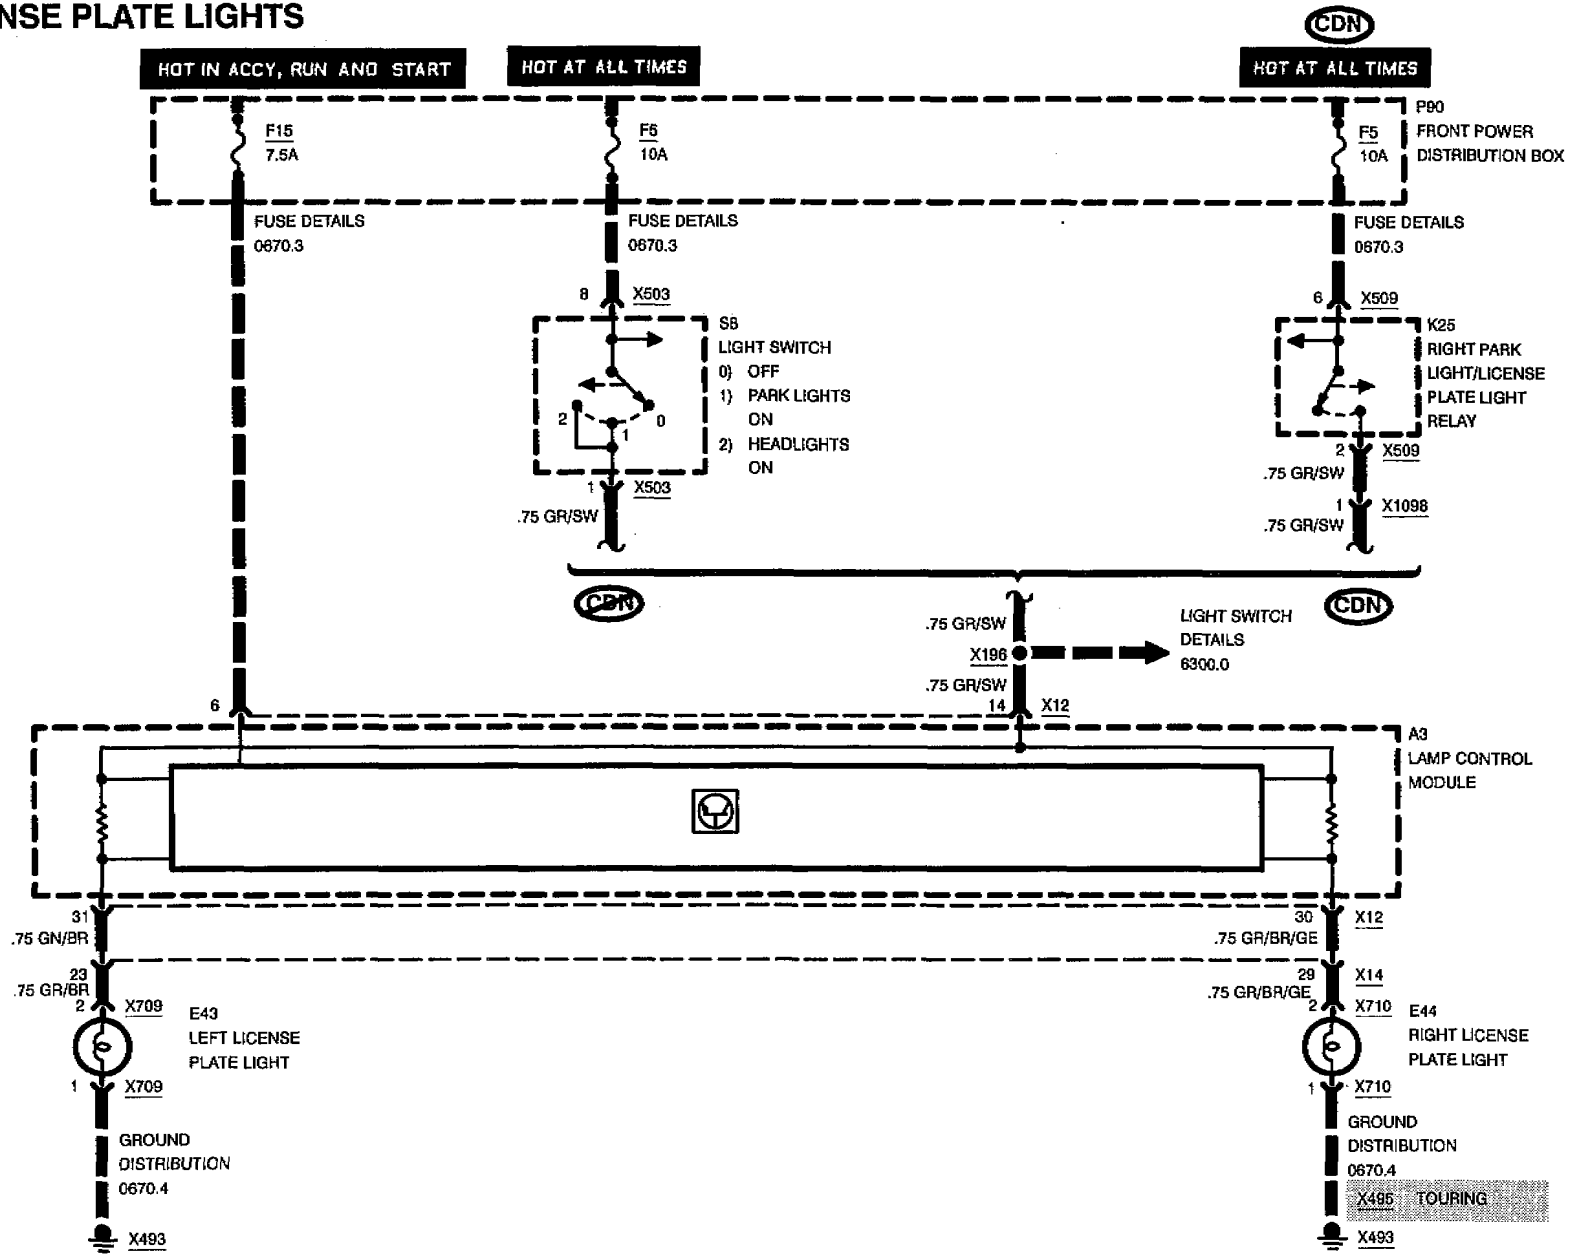 NSE PLATE LIGHTS
CDN
HOT IN ACCY, RUN AND START
HOT AT ALL TIMES
HOT AT ALL TIMES
F15
7.5A
F6
10A
F5
10A
P90
FRONT POWER
DISTRIBUTION BOX
FUSE DETAILS
0670.3
FUSE DETAILS
0670.3
FUSE DETAILS
0670.3
8 X503
6 X509
S8
LIGHT SWITCH
0) OFF
1) PARK LIGHTS
ON
2) HEADLIGHTS
ON
2
1
0
K25
RIGHT PARK
LIGHT/LICENSE
PLATE LIGHT
RELAY
1 X503
.75 GR/SW
2 X509
.75 GR/SW
1 X1098
.75 GR/SW
CDN
CDN
.75 GR/SW
X196
.75 GR/SW
LIGHT SWITCH
DETAILS
6300.0
6
14 X12
A3
LAMP CONTROL
MODULE
31
.75 GN/BR
30 X12
.75 GR/BR/GE
23
.75 GR/BR
29 X14
.75 GR/BR/GE
2 X709
2 X710
E43
LEFT LICENSE
PLATE LIGHT
E44
RIGHT LICENSE
PLATE LIGHT
1 X709
1 X710
GROUND
DISTRIBUTION
0670.4
GROUND
DISTRIBUTION
0670.4
X495 TOURING
X493
X493